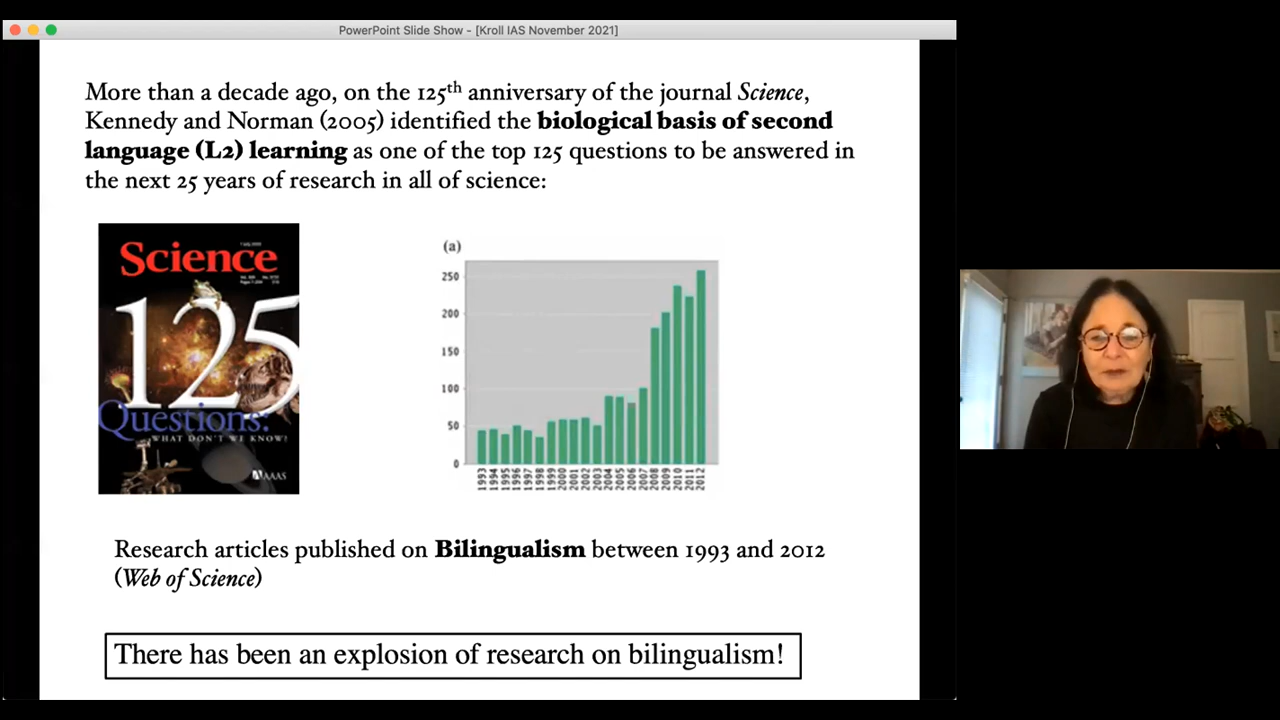 PowerPoint Slide Show - [Kroll IAS November 2021]
More than a decade ago, on the 125th anniversary of the journal Science,
Kennedy and Norman (2005) identified the biological basis of second
language (L2) learning as one of the top 125 questions to be answered in
the next 25 years of research in all of science:
Science
125
Questions:
WHAT DON'T WE KNOW?
AAAS
(a)
250
200
150
100
50
0
1993
1994
1995
1996
1997
1998
1999
2000
2001
2002
2003
2004
2005
2006
2007
2008
2009
2010
2011
2012
Research articles published on Bilingualism between 1993 and 2012
(Web of Science)
There has been an explosion of research on bilingualism!